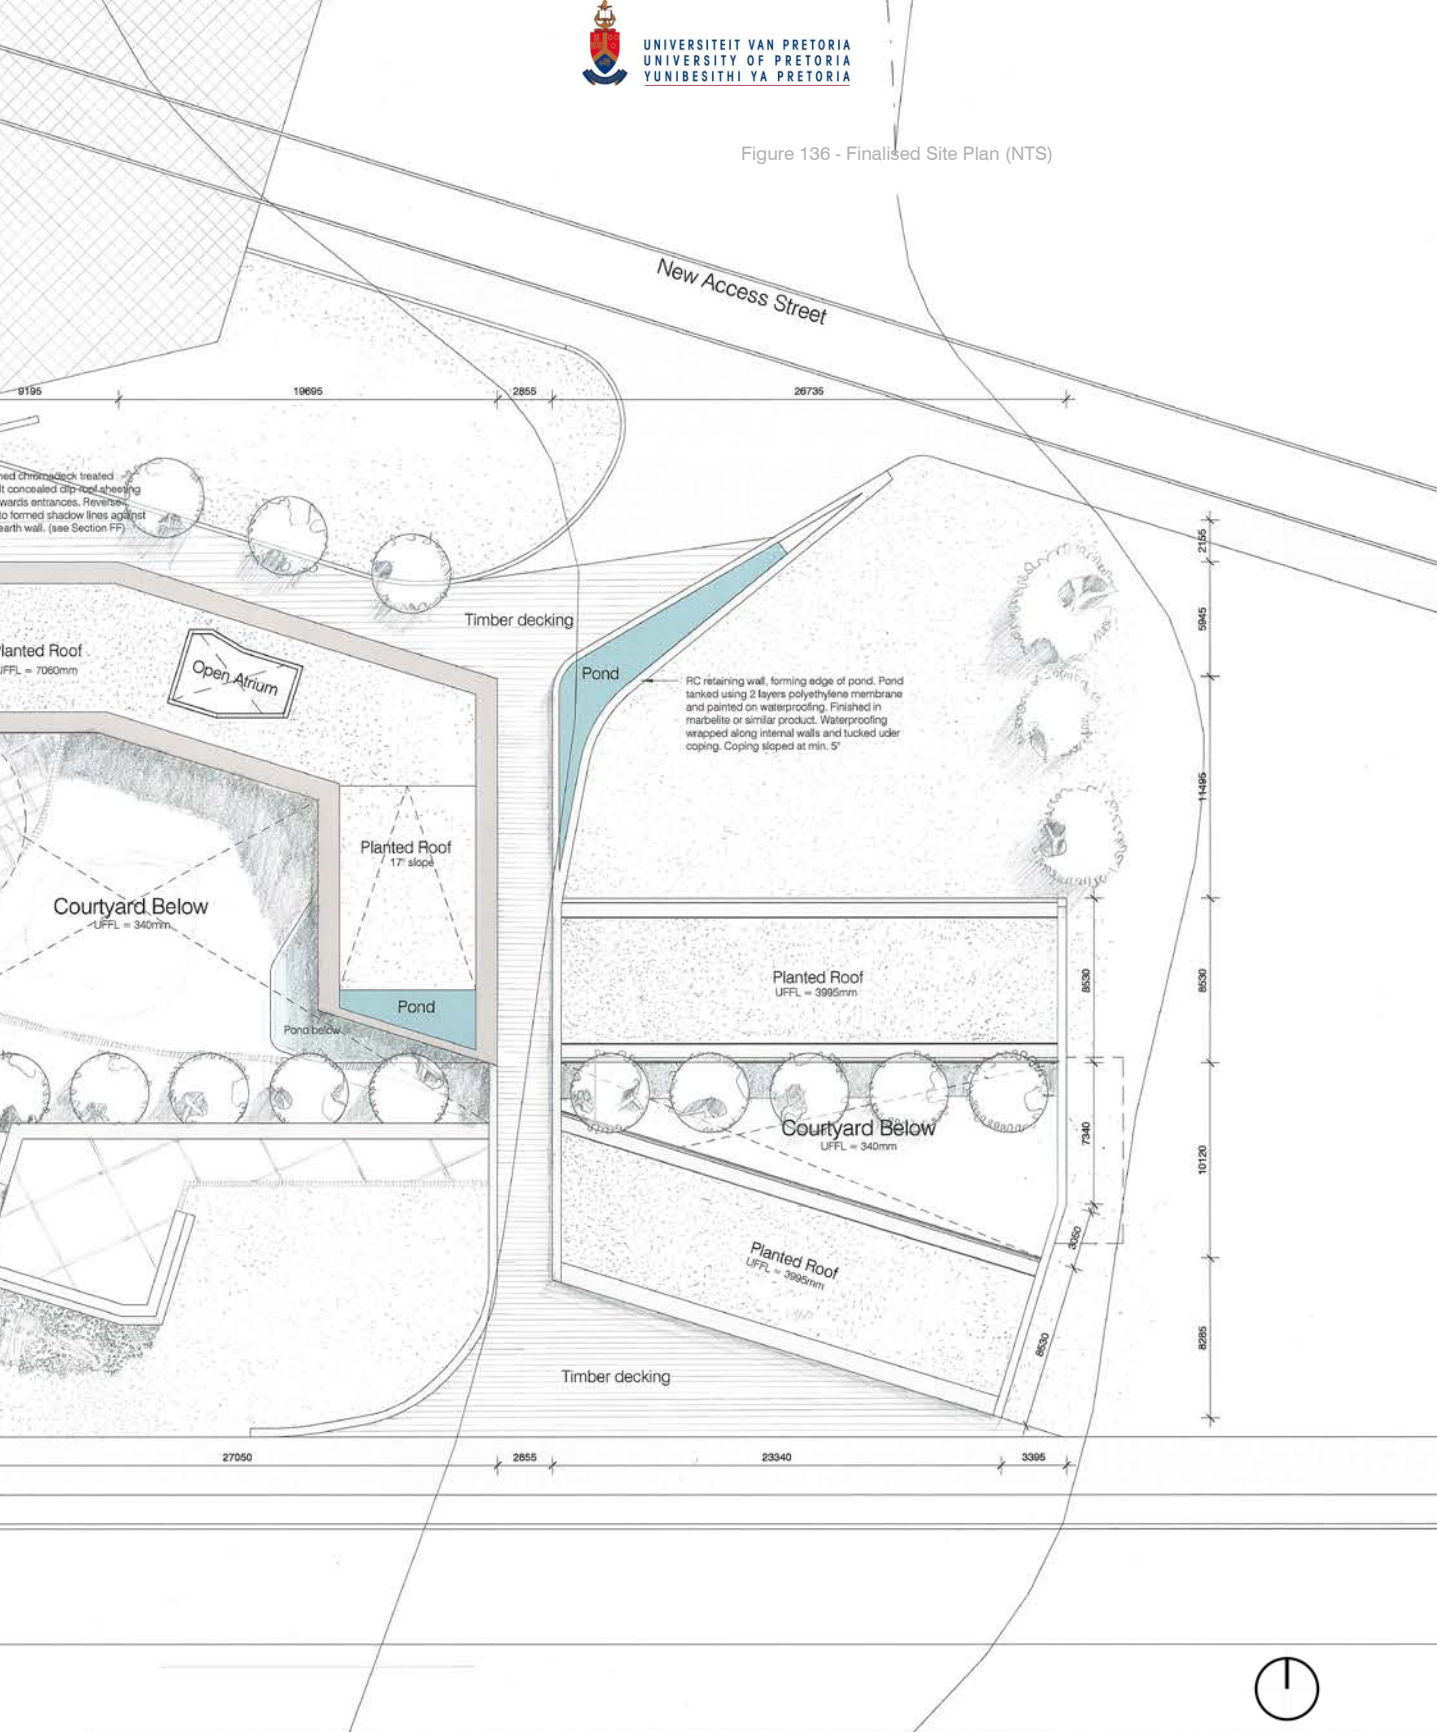 UNIVERSITEIT VAN PRETORIA
UNIVERSITY OF PRETORIA
YUNIBESITHI YA PRETORIA
Figure 136 - Finalised Site Plan (NTS)
New Access Street
9195
19695
2855
26735
ned chromadeck treated
lt concealed clip roof sheeting
wards entrances. Reverse
to formed shadow lines against
earth wall. (see Section FF)
2155
5945
11495
8530
10120
8285
Timber decking
Planted Roof
UFFL = 7060mm
Open Atrium
Pond
RC retaining wall, forming edge of pond. Pond
tanked using 2 layers polyethylene membrane
and painted on waterproofing. Finished in
marbelite or similar product. Waterproofing
wrapped along internal walls and tucked uder
coping. Coping sloped at min. 5°
Planted Roof
17° slope
Courtyard Below
UFFL = 340mm
Pond
Pond below
Planted Roof
UFFL = 3995mm
8530
7340
3050
8530
Courtyard Below
UFFL = 340mm
Planted Roof
UFFL = 3995mm
Timber decking
27050
2855
23340
3395